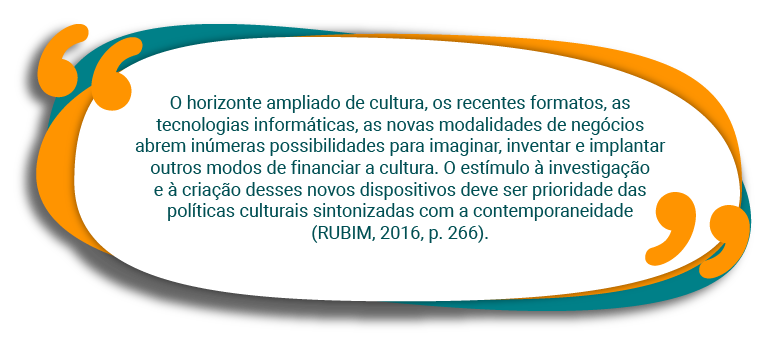 O horizonte ampliado de cultura, os recentes formatos, as
tecnologias informáticas, as novas modalidades de negócios
abrem inúmeras possibilidades para imaginar, inventar e implantar
outros modos de financiar a cultura. O estímulo à investigação
e à criação desses novos dispositivos deve ser prioridade das
políticas culturais sintonizadas com a contemporaneidade
(RUBIM, 2016, p. 266).